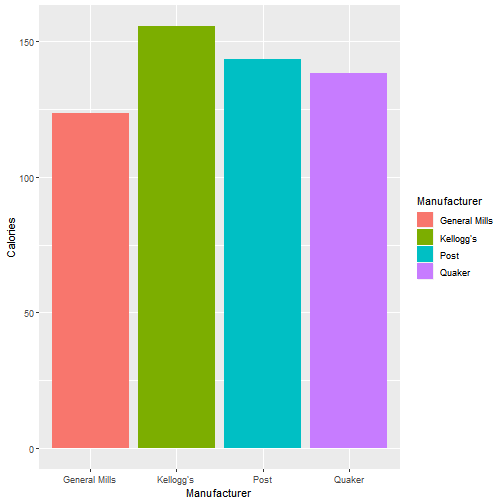 150
100
50
0
Calories
General Mills Kellogg's Post Quaker
Manufacturer
Manufacturer
General Mills
Kellogg's
Post
Quaker